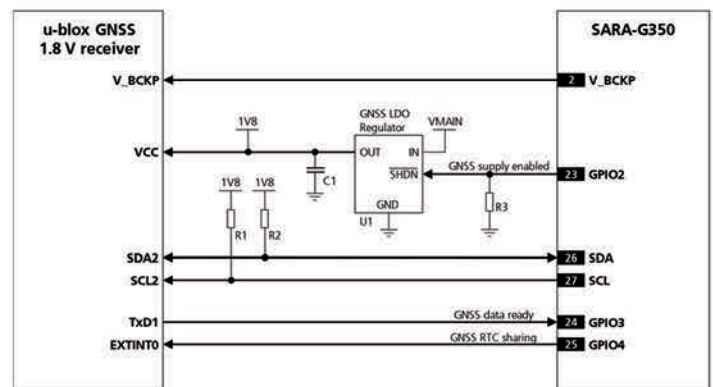 u-blox GNSS
1.8 V receiver
SARA-G350
V_BCKP
2 V_BCKP
GNSS LDO
Regulator
1V8
VMAIN
VCC
OUT
IN
GNSS supply enabled
C1
SHDN
23 GPIO2
1V8
1V8
GND
R3
U1
R1
R2
SDA2
26 SDA
SCL2
27 SCL
TxD1
GNSS data ready
24 GPIO3
EXTINT0
GNSS RTC sharing
25 GPIO4